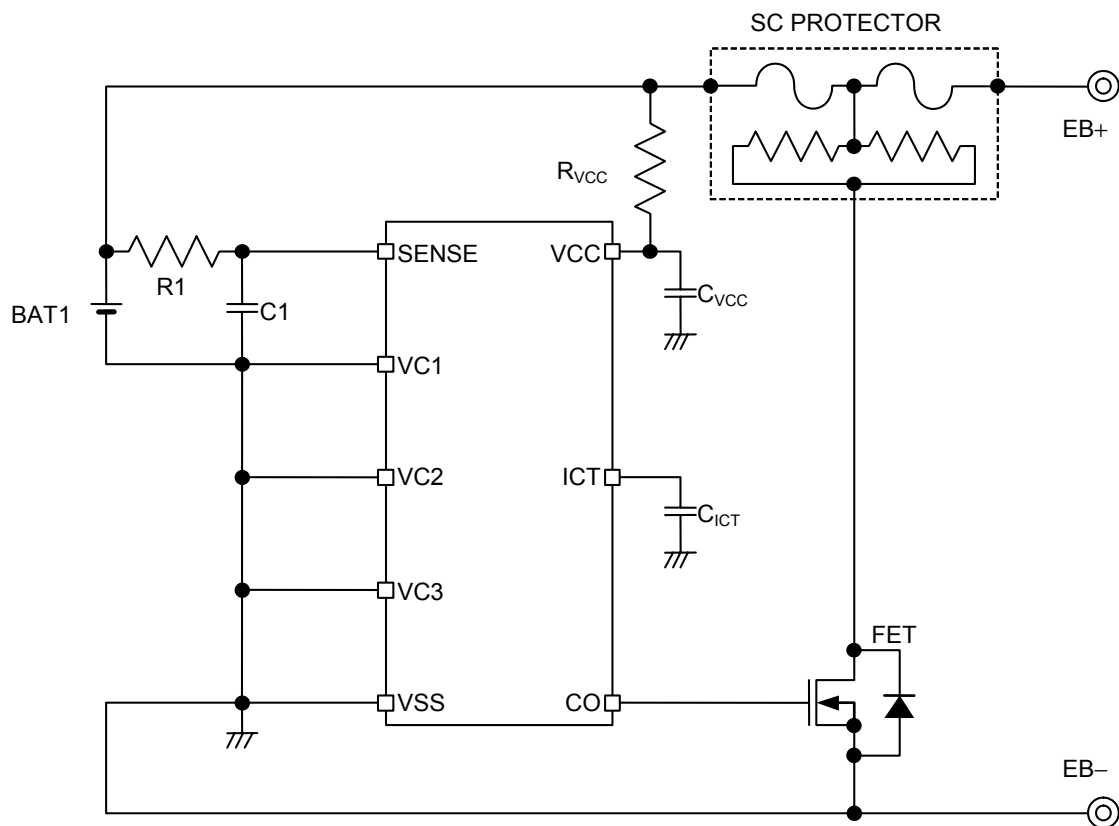 SC PROTECTOR
EB+
RVCC
SENSE
VCC
R1
BAT1
C1
CVCC
VC1
VC2
ICT
CICT
VC3
FET
VSS
CO
EB−